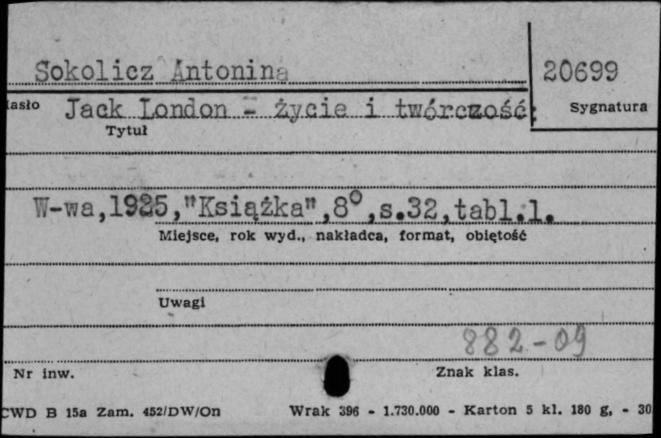 Sokolicz Antonina
20699
asło Jack London - życie i twórczość;
Sygnatura
Tytuł
W-wa,1925,"Książka",8°,s.32,tabl.1.
Miejsce, rok wyd., nakładca, format, obiętość
Uwagi
882-09
Nr inw.
Znak klas.
CWD B 15a Zam. 452/DW/On Wrak 396 - 1.730.000 - Karton 5 kl. 180 g, - 30